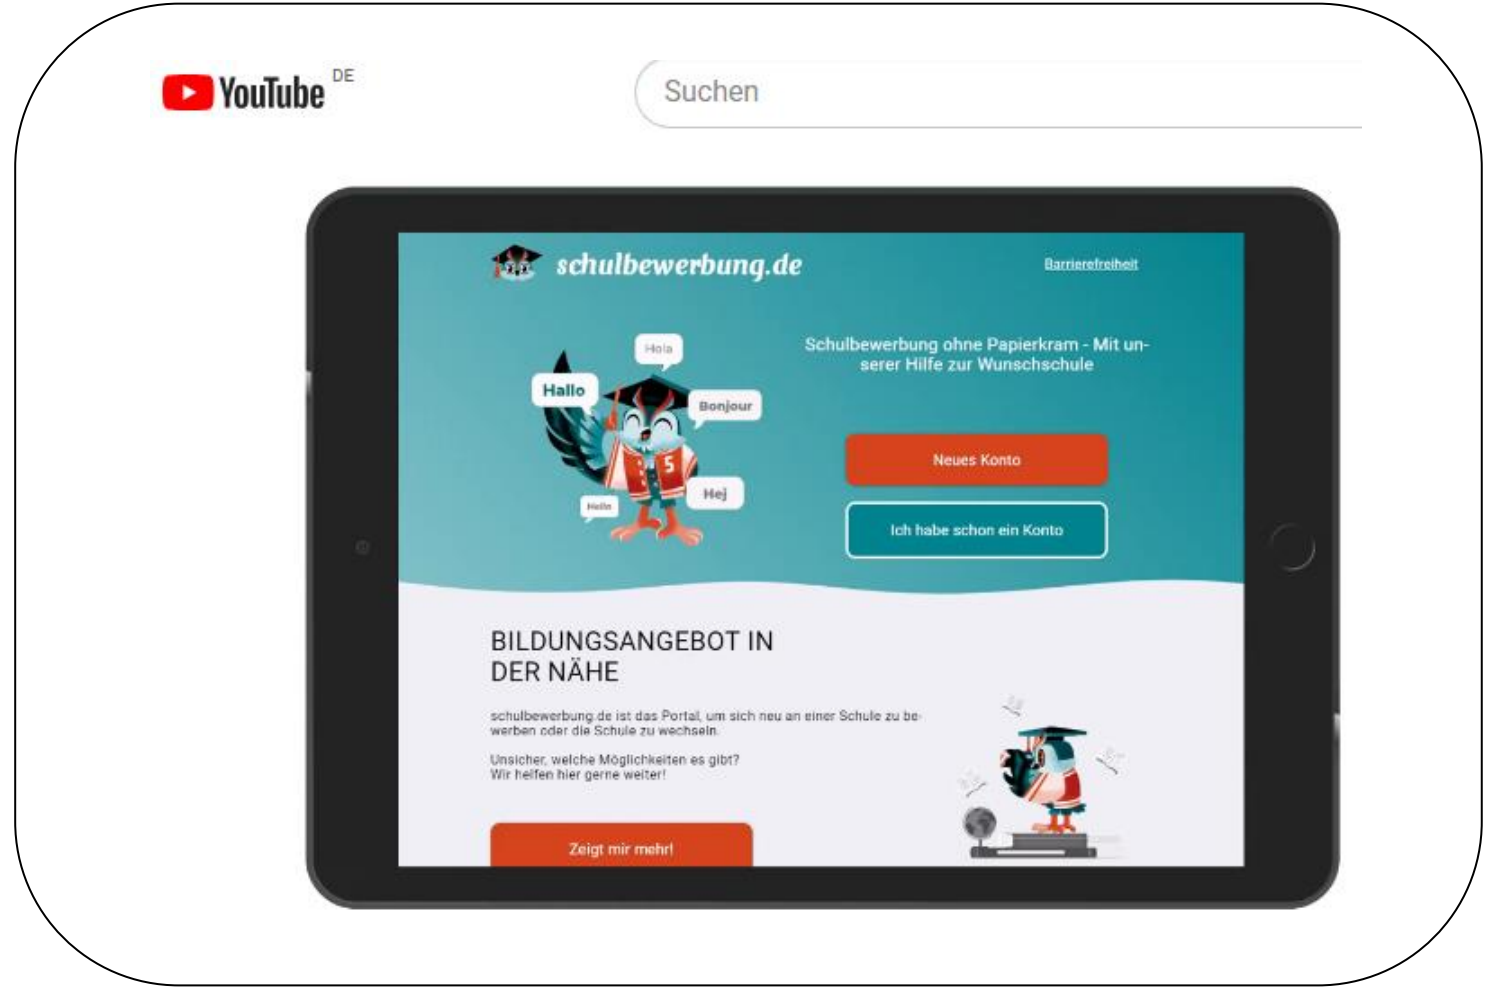 YouTube DE
Suchen
schulbewerbung.de
Barrierefreiheit
Hola
Hallo
Bonjour
Hej
Hello
Schulbewerbung ohne Papierkram - Mit un-
serer Hilfe zur Wunschschule
Neues Konto
Ich habe schon ein Konto
BILDUNGSANGEBOT IN
DER NÄHE
schulbewerbung.de ist das Portal, um sich neu an einer Schule zu be-
werben oder die Schule zu wechseln.
Unsicher, welche Möglichkeiten es gibt?
Wir helfen hier gerne weiter!
Zeigt mir mehr!
S